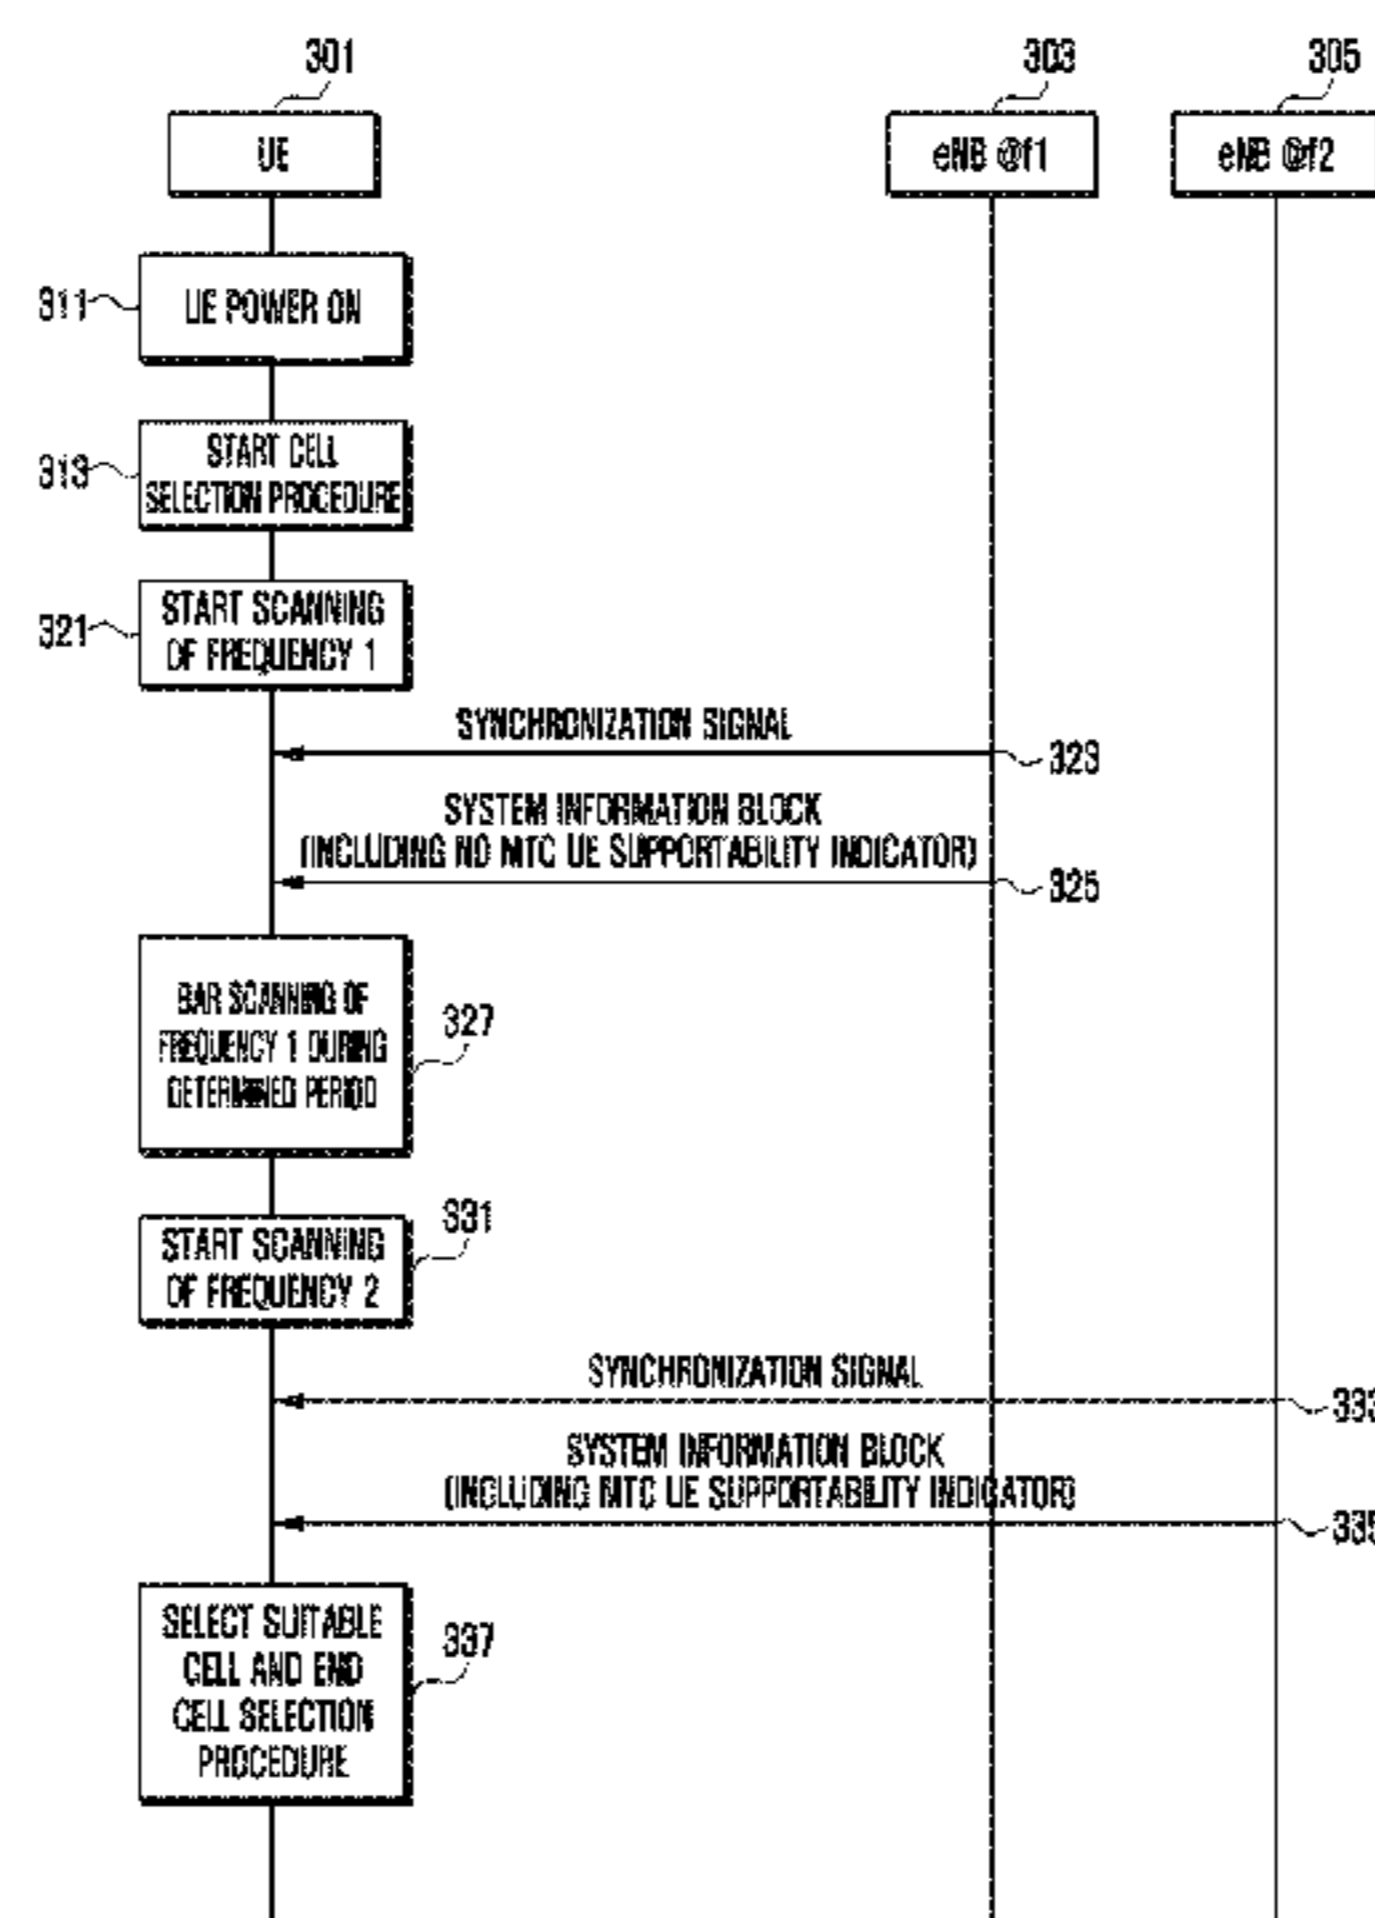 301
303
305
UE
eNB @f1
eNB @f2
311
UE POWER ON
313
START CELL
SELECTION PROCEDURE
321
START SCANNING
OF FREQUENCY 1
SYNCHRONIZATION SIGNAL
323
SYSTEM INFORMATION BLOCK
(INCLUDING NO MTC UE SUPPORTABILITY INDICATOR)
325
BAR SCANNING OF
FREQUENCY 1 DURING
DETERMINED PERIOD
327
START SCANNING
OF FREQUENCY 2
331
SYNCHRONIZATION SIGNAL
333
SYSTEM INFORMATION BLOCK
(INCLUDING MTC UE SUPPORTABILITY INDICATOR)
335
SELECT SUITABLE
CELL AND END
CELL SELECTION
PROCEDURE
337